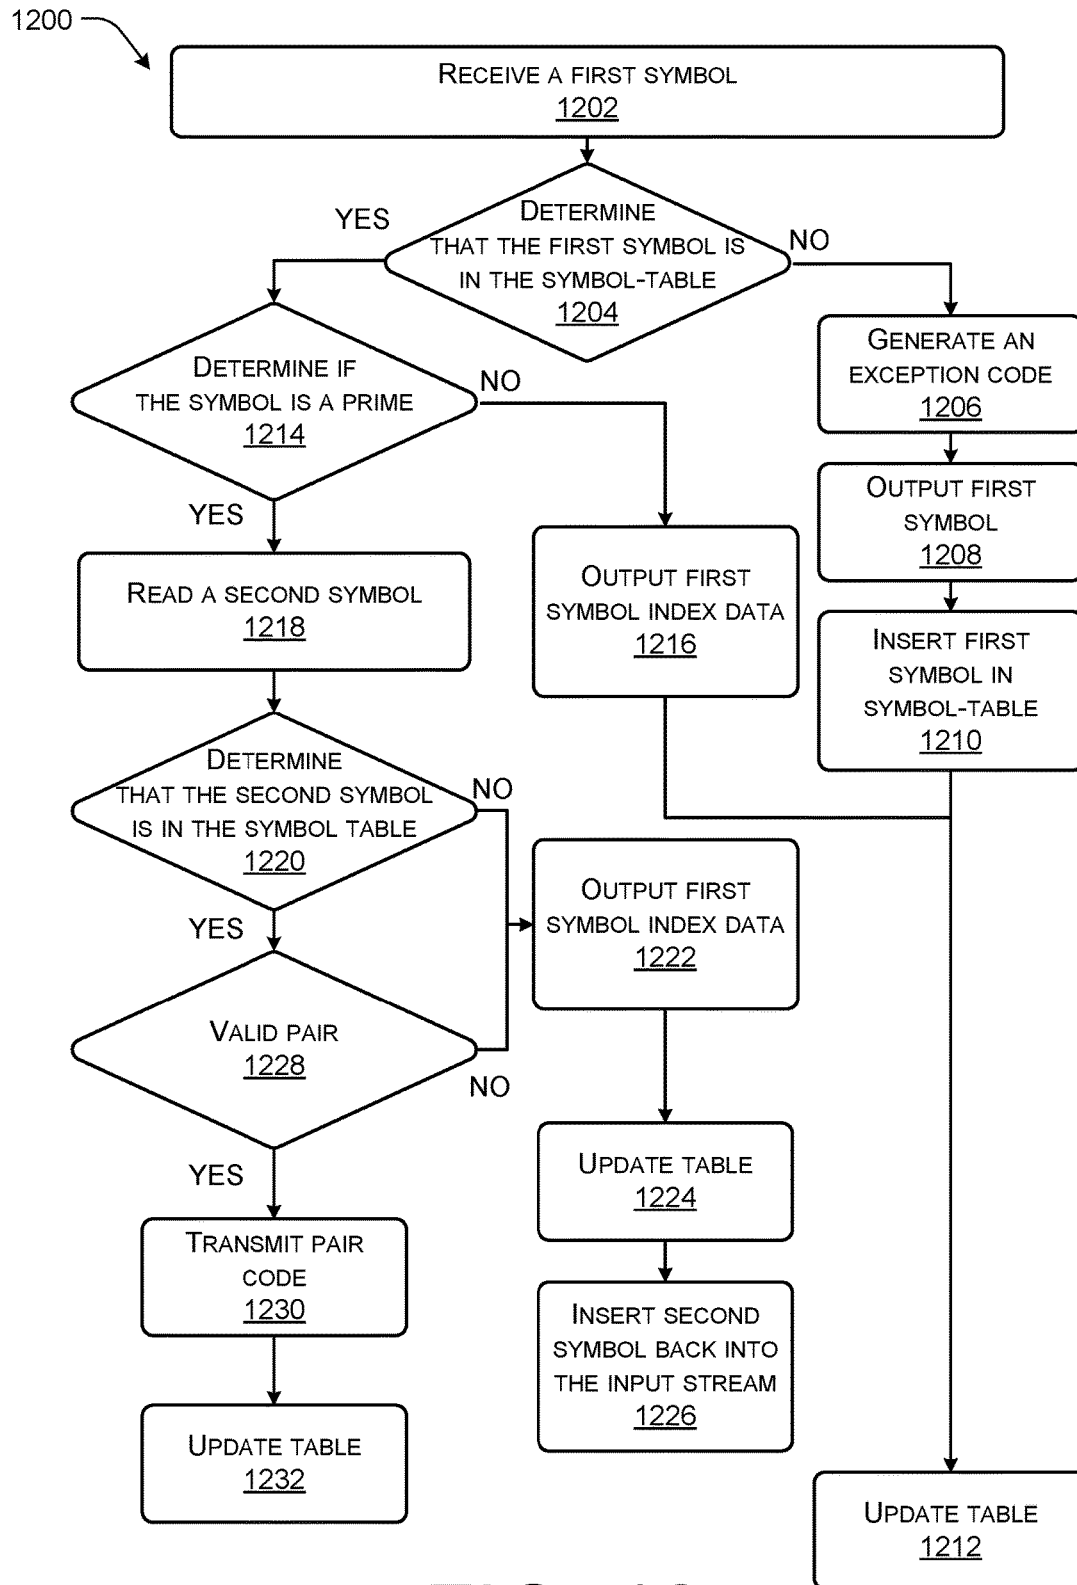 1200
RECEIVE A FIRST SYMBOL
1202
YES
DETERMINE
THAT THE FIRST SYMBOL IS
IN THE SYMBOL-TABLE
1204
NO
GENERATE AN
EXCEPTION CODE
1206
DETERMINE IF
THE SYMBOL IS A PRIME
1214
NO
YES
OUTPUT FIRST
SYMBOL
1208
OUTPUT FIRST
SYMBOL INDEX DATA
1216
READ A SECOND SYMBOL
1218
INSERT FIRST
SYMBOL IN
SYMBOL-TABLE
1210
DETERMINE
THAT THE SECOND SYMBOL
IS IN THE SYMBOL TABLE
1220
NO
YES
OUTPUT FIRST
SYMBOL INDEX DATA
1222
VALID PAIR
1228
NO
YES
UPDATE TABLE
1224
TRANSMIT PAIR
CODE
1230
INSERT SECOND
SYMBOL BACK INTO
THE INPUT STREAM
1226
UPDATE TABLE
1232
UPDATE TABLE
1212